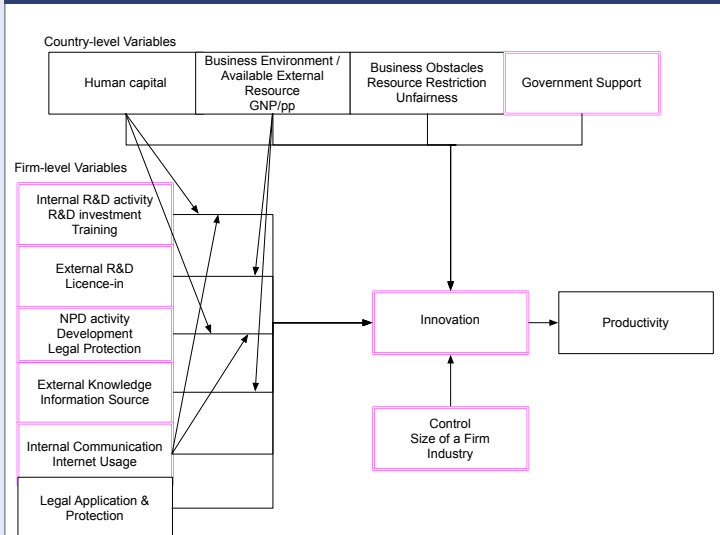 Country-level Variables
Human capital
Business Environment /
Available External
Resource
GNP/pp
Business Obstacles
Resource Restriction
Unfairness
Government Support
Firm-level Variables
Internal R&D activity
R&D investment
Training
External R&D
Licence-in
NPD activity
Development
Legal Protection
External Knowledge
Information Source
Internal Communication
Internet Usage
Legal Application &
Protection
Innovation
Productivity
Control
Size of a Firm
Industry